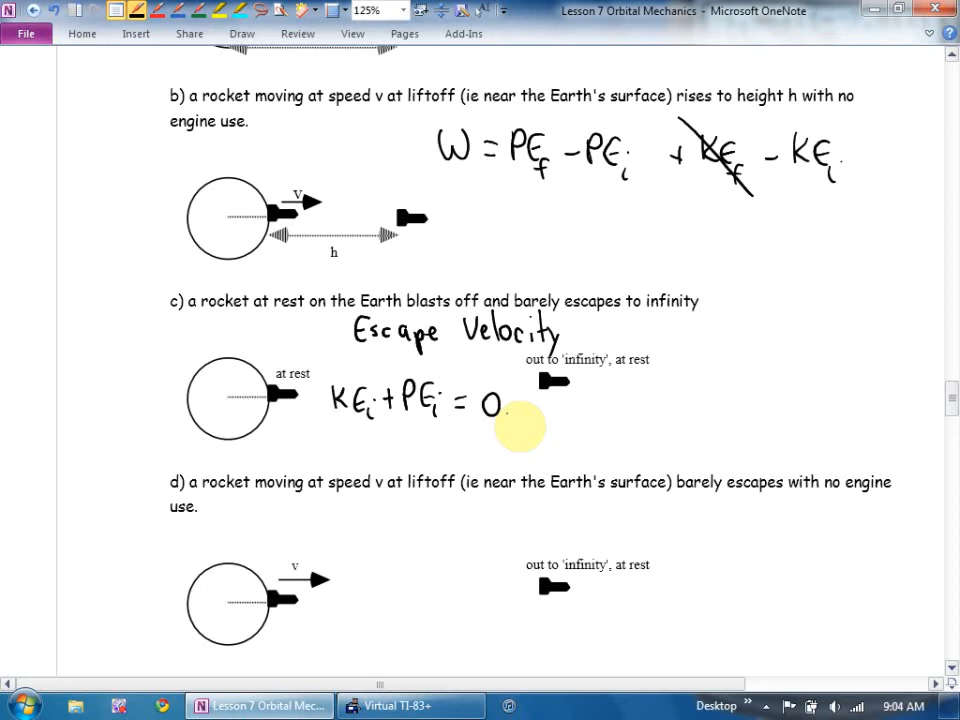 125%
Lesson 7 Orbital Mechanics - Microsoft OneNote
File Home Insert Share Draw Review View Pages Add-Ins
b) a rocket moving at speed v at liftoff (ie near the Earth's surface) rises to height h with no
engine use.
W = PEf - PEi + KEf - KEi
v
h
c) a rocket at rest on the Earth blasts off and barely escapes to infinity
Escape Velocity
out to 'infinity', at rest
at rest
KEi + PEi = 0
d) a rocket moving at speed v at liftoff (ie near the Earth's surface) barely escapes with no engine
use.
v
out to 'infinity', at rest
Lesson 7 Orbital Mec... Virtual TI-83+ Desktop 9:04 AM